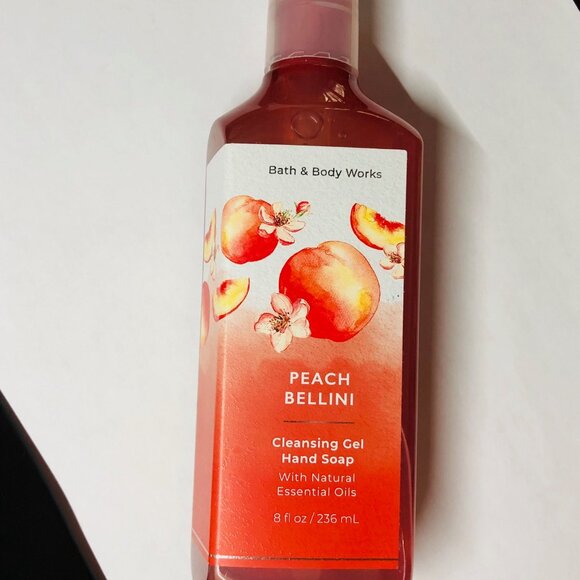 Bath & Body Works
PEACH
BELLINI
Cleansing Gel
Hand Soap
With Natural
Essential Oils
8 fl oz / 236 mL